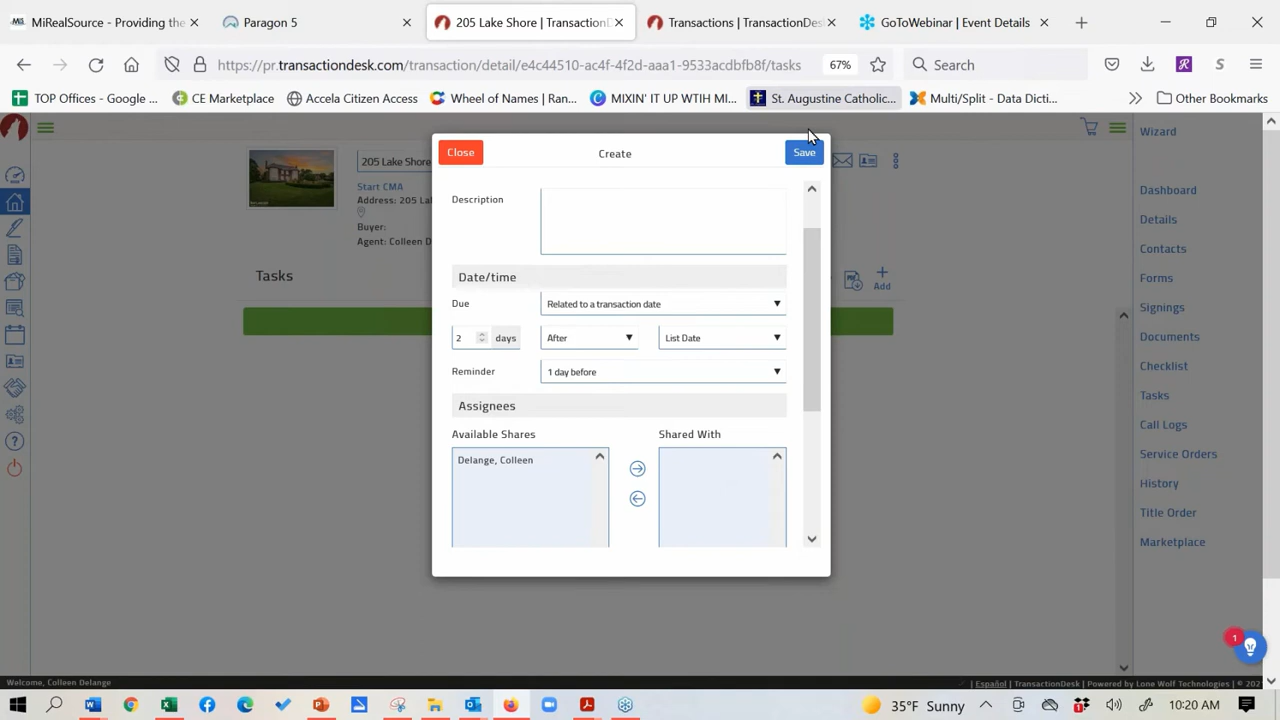 MiRealSource - Providing the
Paragon 5
205 Lake Shore | TransactionD
Transactions | TransactionDes
GoToWebinar | Event Details
https://pr.transactiondesk.com/transaction/detail/e4c44510-ac4f-4f2d-aaa1-9533acdbfb8f/tasks
67%
Search
TOP Offices - Google ...
CE Marketplace
Accela Citizen Access
Wheel of Names | Ran...
MIXIN' IT UP WTIH MI...
St. Augustine Catholic...
Multi/Split - Data Dicti...
Other Bookmarks
Close
Create
Save
205 Lake Shore
Start CMA
Address: 205 La
Buyer:
Agent: Colleen D
Tasks
Add
Description
Date/time
Due
Related to a transaction date
2
days
After
List Date
Reminder
1 day before
Assignees
Available Shares
Shared With
Delange, Colleen
Wizard
Dashboard
Details
Contacts
Forms
Signings
Documents
Checklist
Tasks
Call Logs
Service Orders
History
Title Order
Marketplace
1
Welcome, Colleen Delange
Español | TransactionDesk | Powered by Lone Wolf Technologies | © 202
35°F Sunny
10:20 AM